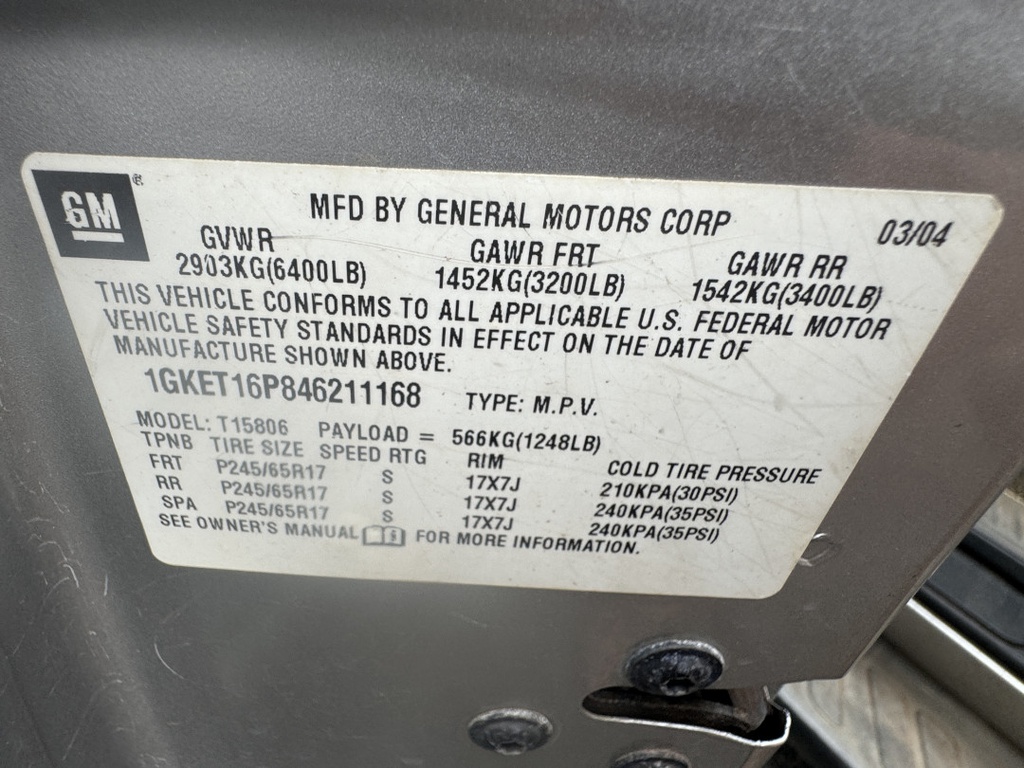 GM ®
MFD BY GENERAL MOTORS CORP 03/04
GVWR GAWR FRT GAWR RR
2903KG(6400LB) 1452KG(3200LB) 1542KG(3400LB)
THIS VEHICLE CONFORMS TO ALL APPLICABLE U.S. FEDERAL MOTOR
VEHICLE SAFETY STANDARDS IN EFFECT ON THE DATE OF
MANUFACTURE SHOWN ABOVE.
1GKET16P846211168 TYPE: M.P.V.
MODEL: T15806 PAYLOAD = 566KG(1248LB)
TPNB TIRE SIZE SPEED RTG RIM COLD TIRE PRESSURE
FRT P245/65R17 S 17X7J 210KPA(30PSI)
RR P245/65R17 S 17X7J 240KPA(35PSI)
SPA P245/65R17 S 17X7J 240KPA(35PSI)
SEE OWNER'S MANUAL FOR MORE INFORMATION.